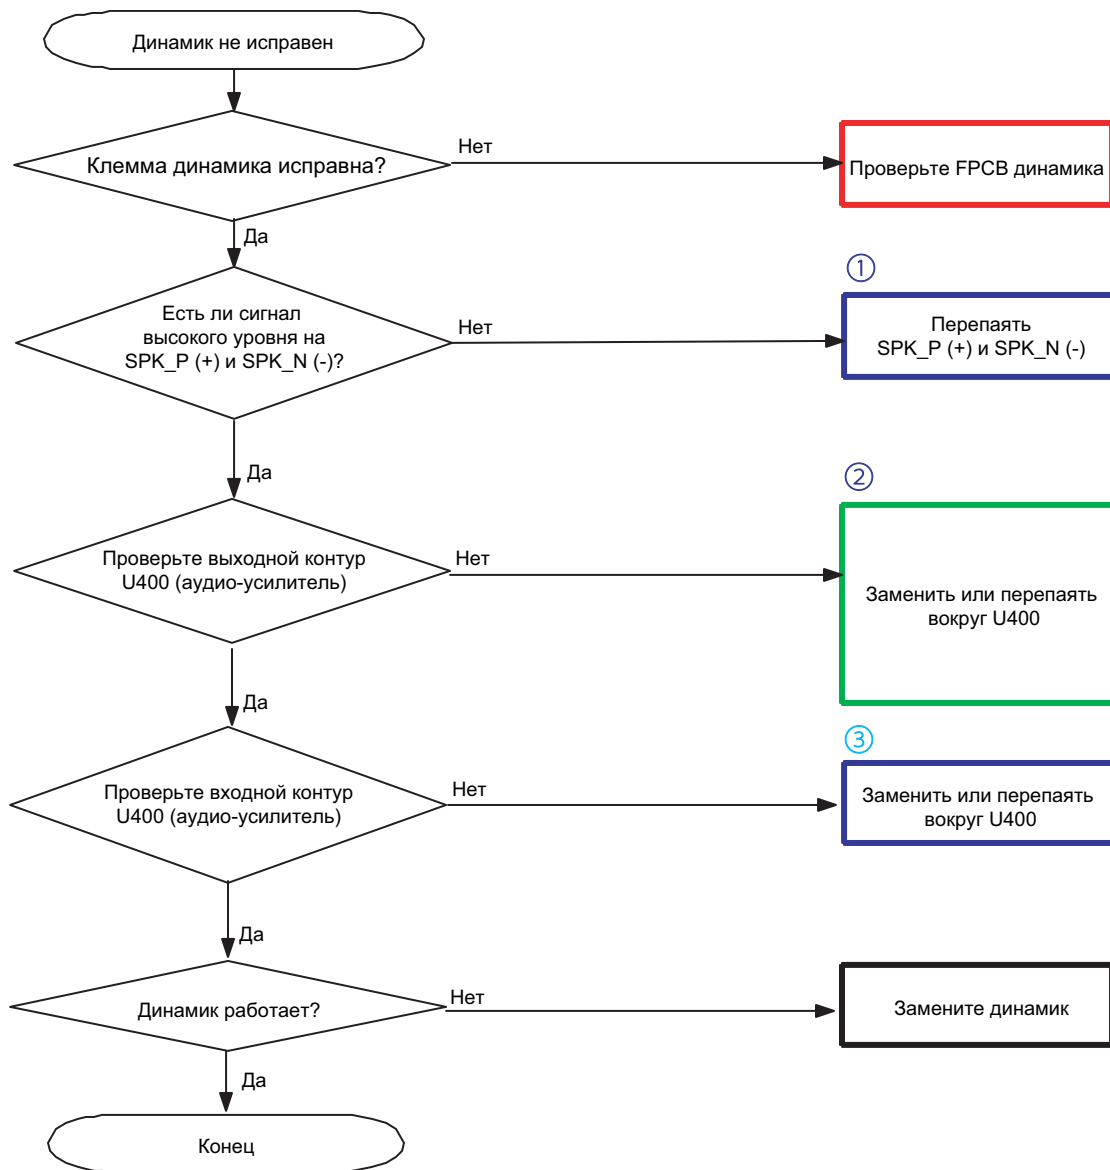 Динамик не исправен
Клемма динамика исправна?
Нет
Проверьте FPCB динамика
Да
①
Есть ли сигнал
высокого уровня на
SPK_P (+) и SPK_N (-)?
Нет
Перепаять
SPK_P (+) и SPK_N (-)
Да
②
Проверьте выходной контур
U400 (аудио-усилитель)
Нет
Заменить или перепаять
вокруг U400
Да
③
Проверьте входной контур
U400 (аудио-усилитель)
Нет
Заменить или перепаять
вокруг U400
Да
Динамик работает?
Нет
Замените динамик
Да
Конец